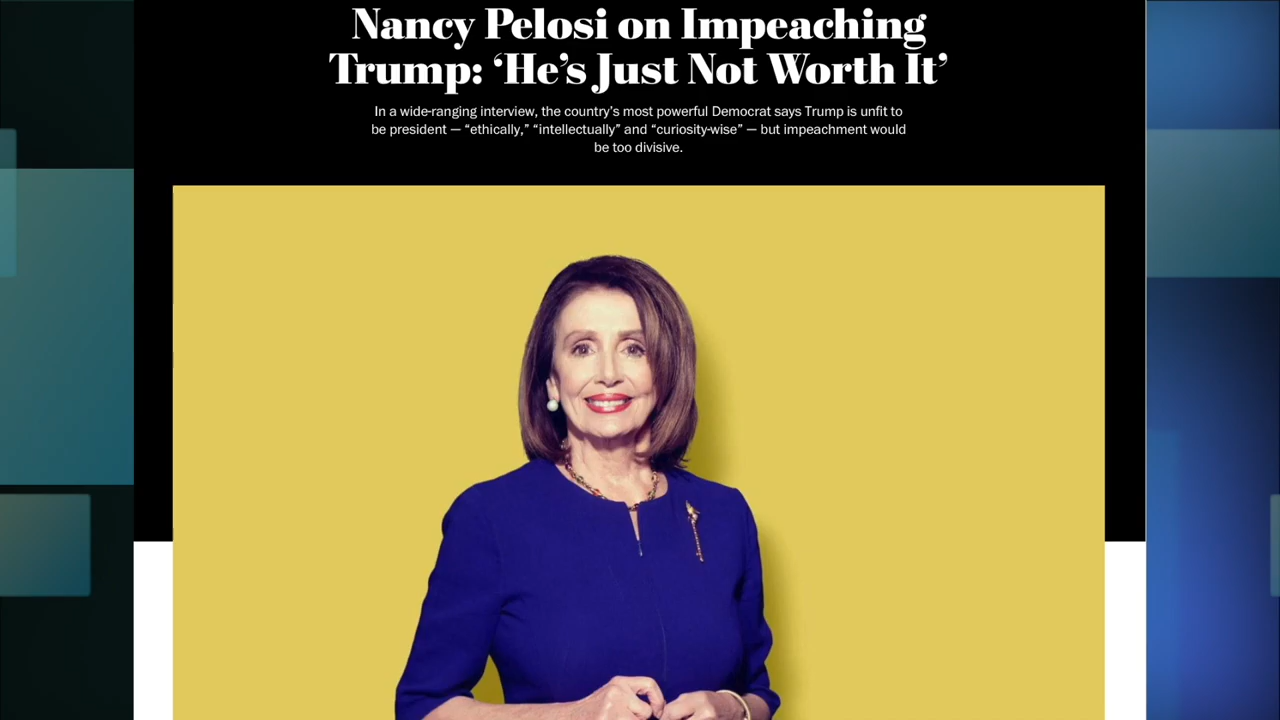 Nancy Pelosi on Impeaching
Trump: ‘He’s Just Not Worth It’
In a wide-ranging interview, the country’s most powerful Democrat says Trump is unfit to
be president — “ethically,” “intellectually” and “curiosity-wise” — but impeachment would
be too divisive.